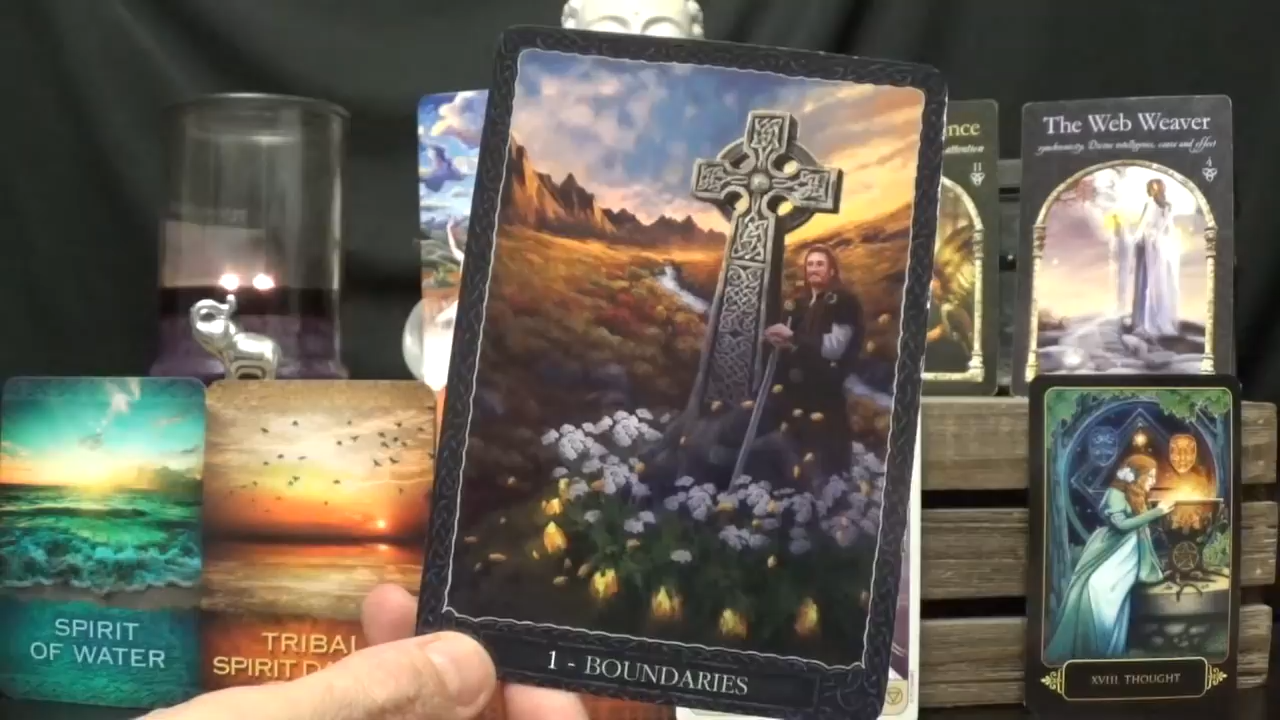 nce
attention
11
The Web Weaver
synchronicity, Divine intelligence, cause and effect
4
SPIRIT
OF WATER
TRIBAL
SPIRIT D
1 - BOUNDARIES
XVIII THOUGHT